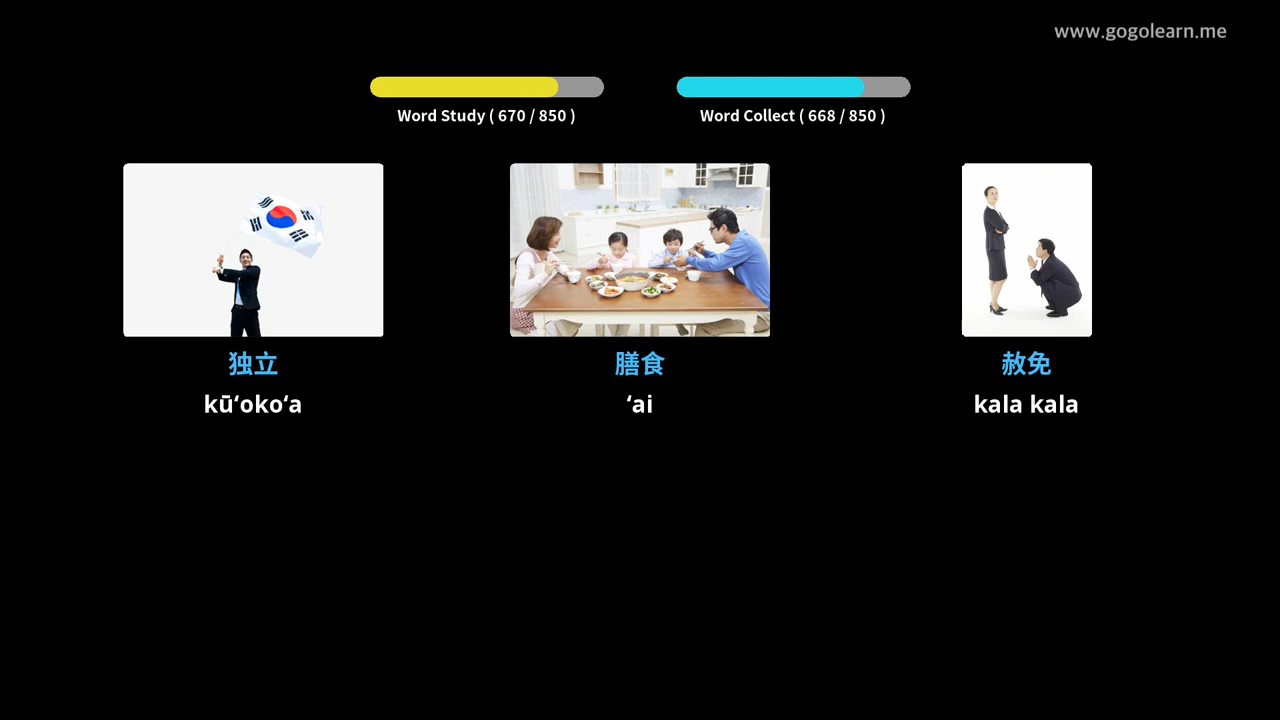 www.gogolearn.me
Word Study ( 670 / 850 )
Word Collect ( 668 / 850 )
独立
kūʻokoʻa
膳食
ʻai
赦免
kala kala